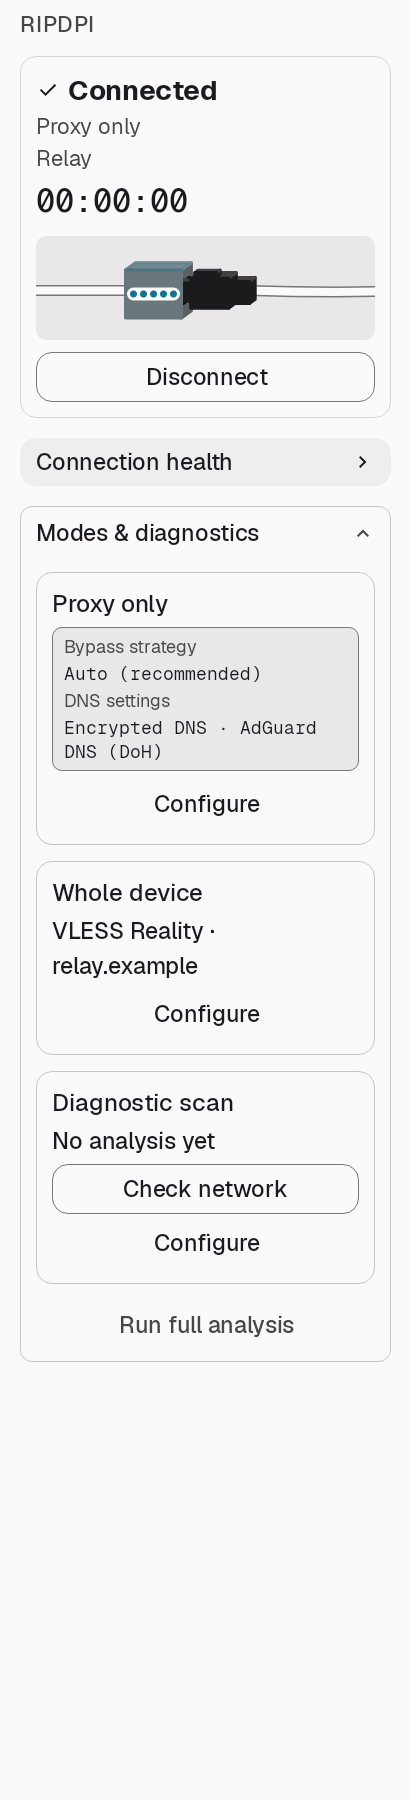 RIPDPI
Connected
Proxy only
Relay
00:00:00
Disconnect
Connection health
Modes & diagnostics
Proxy only
Bypass strategy
Auto (recommended)
DNS settings
Encrypted DNS · AdGuard
DNS (DoH)
Configure
Whole device
VLESS Reality ·
relay.example
Configure
Diagnostic scan
No analysis yet
Check network
Configure
Run full analysis